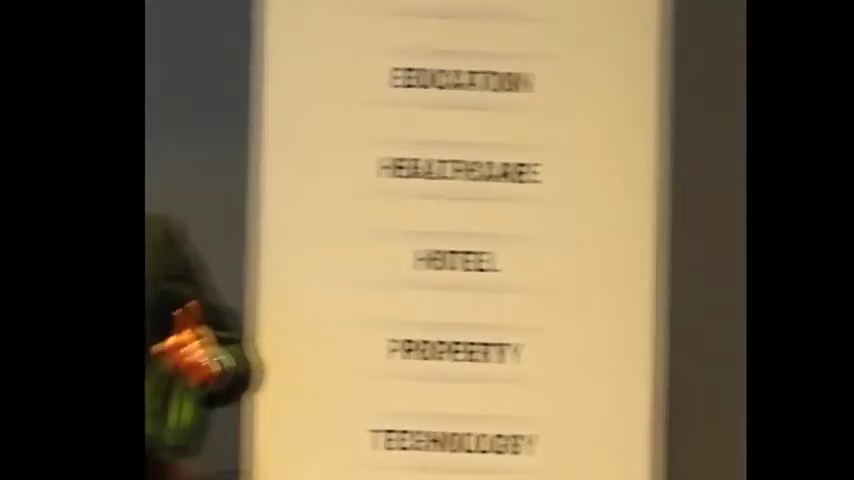 EDUCATION
HEALTHCARE
HOTEL
PROPERTY
TECHNOLOGY